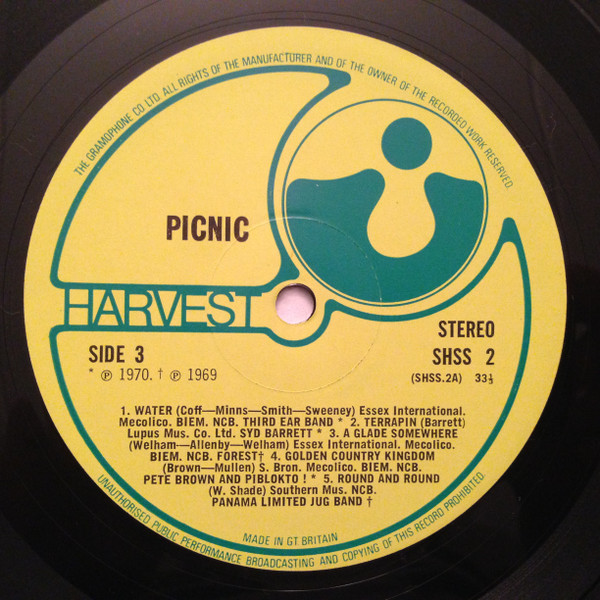 THE GRAMOPHONE CO LTD. ALL RIGHTS OF THE MANUFACTURER AND OF THE OWNER OF THE RECORDED WORK RESERVED.
PICNIC
HARVEST
STEREO
SIDE 3
SHSS 2
* ℗ 1970. † ℗ 1969
(SHSS.2A) 33⅓
1. WATER (Coff—Minns—Smith—Sweeney) Essex International.
Mecolico. BIEM. NCB. THIRD EAR BAND * 2. TERRAPIN (Barrett)
Lupus Mus. Co. Ltd. SYD BARRETT * 3. A GLADE SOMEWHERE
(Welham—Allenby—Welham) Essex International. Mecolico.
BIEM. NCB. FOREST† 4. GOLDEN COUNTRY KINGDOM
(Brown—Mullen) S. Bron. Mecolico. BIEM. NCB.
PETE BROWN AND PIBLOKTO ! * 5. ROUND AND ROUND
(W. Shade) Southern Mus. NCB.
PANAMA LIMITED JUG BAND †
MADE IN GT BRITAIN
UNAUTHORISED PUBLIC PERFORMANCE BROADCASTING AND COPYING OF THIS RECORD PROHIBITED.